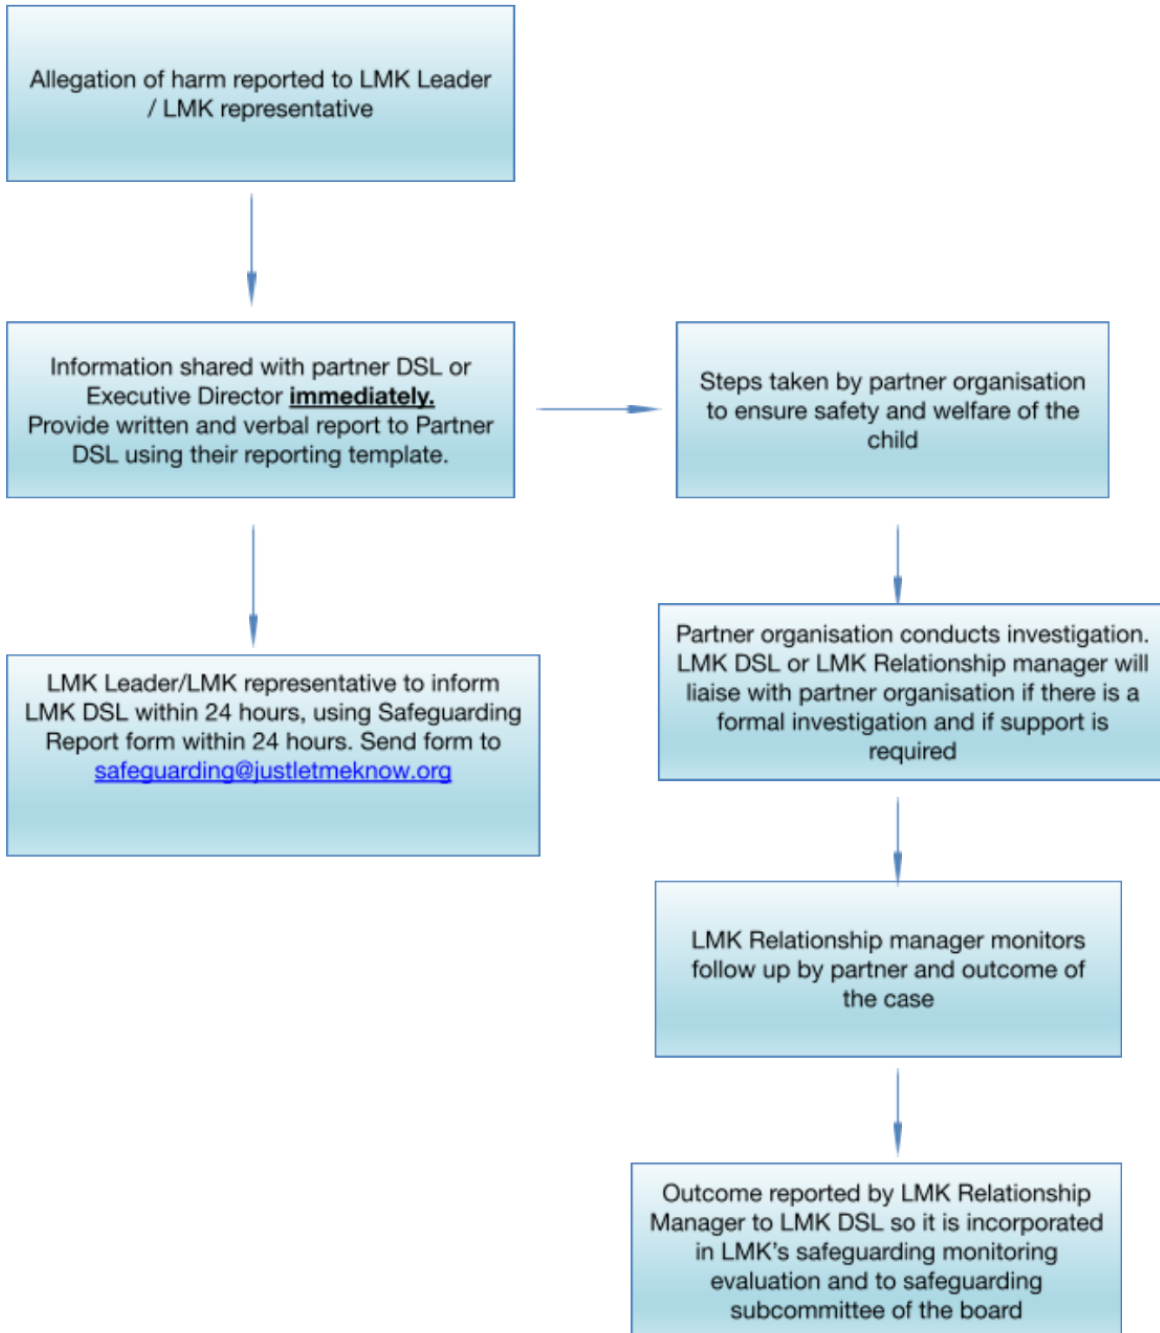 Allegation of harm reported to LMK Leader
/ LMK representative
Information shared with partner DSL or
Executive Director immediately.
Provide written and verbal report to Partner
DSL using their reporting template.
Steps taken by partner organisation
to ensure safety and welfare of the
child
LMK Leader/LMK representative to inform
LMK DSL within 24 hours, using Safeguarding
Report form within 24 hours. Send form to
safeguarding@justletmeknow.org
Partner organisation conducts investigation.
LMK DSL or LMK Relationship manager will
liaise with partner organisation if there is a
formal investigation and if support is
required
LMK Relationship manager monitors
follow up by partner and outcome of
the case
Outcome reported by LMK Relationship
Manager to LMK DSL so it is incorporated
in LMK's safeguarding monitoring
evaluation and to safeguarding
subcommittee of the board